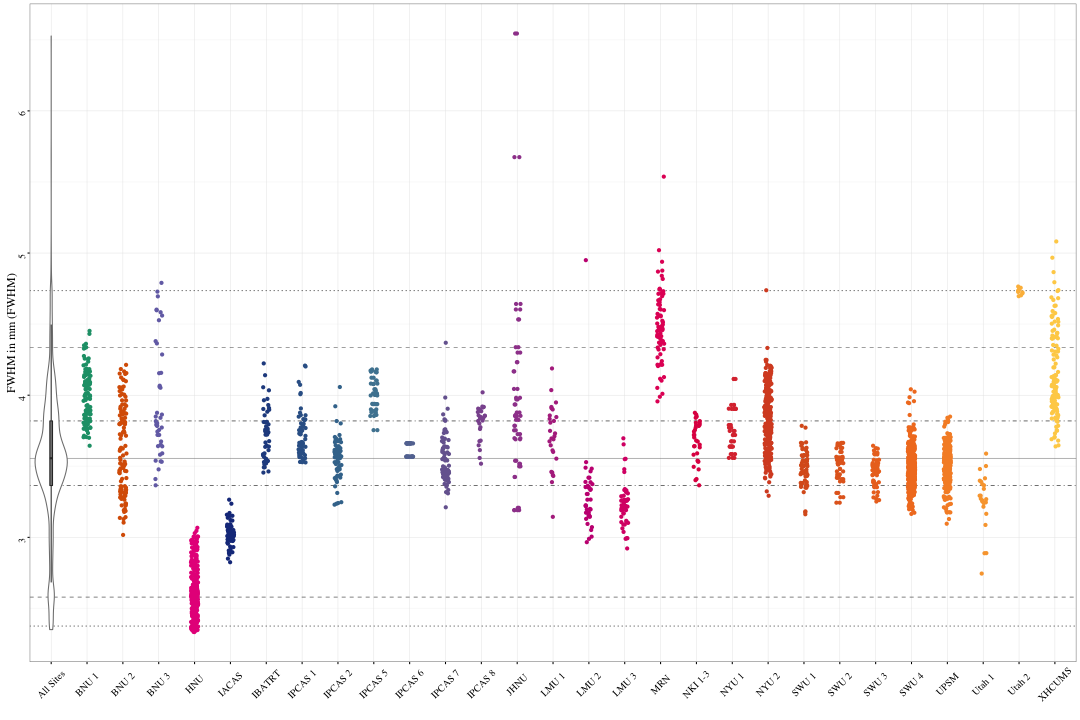 FWHM in mm (FWHM)
6
5
4
3
All Sites
BNU 1
BNU 2
BNU 3
HNU
IACAS
IBATRT
IPCAS 1
IPCAS 2
IPCAS 5
IPCAS 6
IPCAS 7
IPCAS 8
JHNU
LMU 1
LMU 2
LMU 3
MRN
NKI 1-3
NYU 1
NYU 2
SWU 1
SWU 2
SWU 3
SWU 4
UPSM
Utah 1
Utah 2
XHCUMS